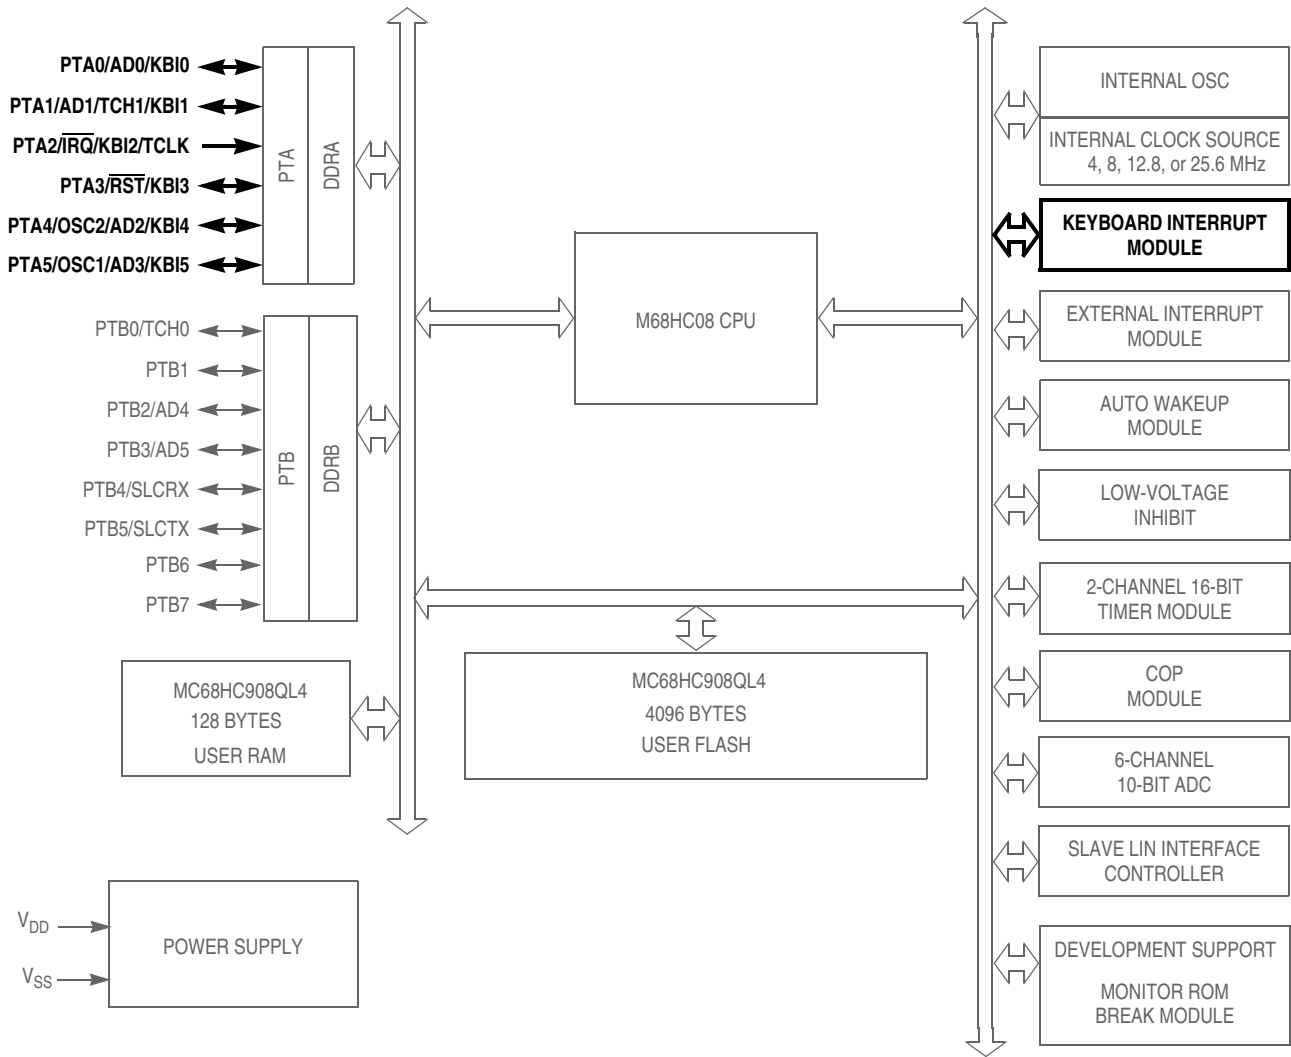 PTA0/AD0/KBI0
PTA1/AD1/TCH1/KBI1
PTA2/IRQ/KBI2/TCLK
PTA3/RST/KBI3
PTA4/OSC2/AD2/KBI4
PTA5/OSC1/AD3/KBI5
PTA
DDRA
PTB0/TCH0
PTB1
PTB2/AD4
PTB3/AD5
PTB4/SLCRX
PTB5/SLCTX
PTB6
PTB7
PTB
DDRB
MC68HC908QL4
128 BYTES
USER RAM
VDD
VSS
POWER SUPPLY
M68HC08 CPU
MC68HC908QL4
4096 BYTES
USER FLASH
INTERNAL OSC
INTERNAL CLOCK SOURCE
4, 8, 12.8, or 25.6 MHz
KEYBOARD INTERRUPT
MODULE
EXTERNAL INTERRUPT
MODULE
AUTO WAKEUP
MODULE
LOW-VOLTAGE
INHIBIT
2-CHANNEL 16-BIT
TIMER MODULE
COP
MODULE
6-CHANNEL
10-BIT ADC
SLAVE LIN INTERFACE
CONTROLLER
DEVELOPMENT SUPPORT
MONITOR ROM
BREAK MODULE